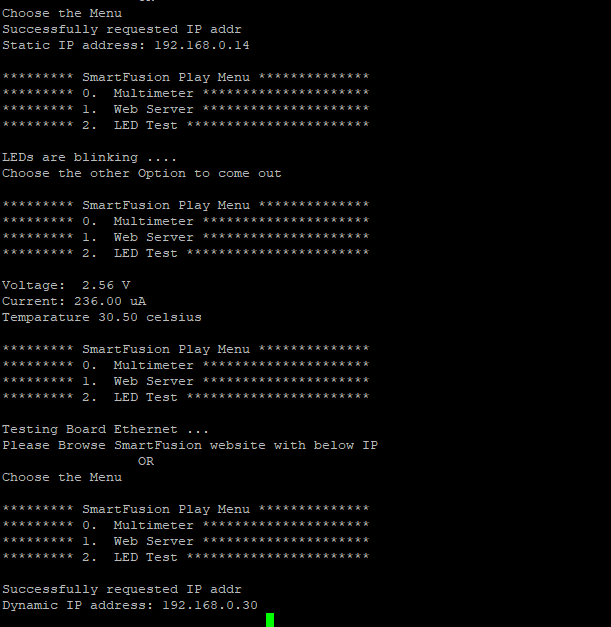 Choose the Menu
Successfully requested IP addr
Static IP address: 192.168.0.14
********* SmartFusion Play Menu **************
********* 0.  Multimeter *********************
********* 1.  Web Server *********************
********* 2.  LED Test ***********************
LEDs are blinking ....
Choose the other Option to come out
********* SmartFusion Play Menu **************
********* 0.  Multimeter *********************
********* 1.  Web Server *********************
********* 2.  LED Test ***********************
Voltage:  2.56 V
Current: 236.00 uA
Temparature 30.50 celsius
********* SmartFusion Play Menu **************
********* 0.  Multimeter *********************
********* 1.  Web Server *********************
********* 2.  LED Test ***********************
Testing Board Ethernet ...
Please Browse SmartFusion website with below IP
OR
Choose the Menu
********* SmartFusion Play Menu **************
********* 0.  Multimeter *********************
********* 1.  Web Server *********************
********* 2.  LED Test ***********************
Successfully requested IP addr
Dynamic IP address: 192.168.0.30